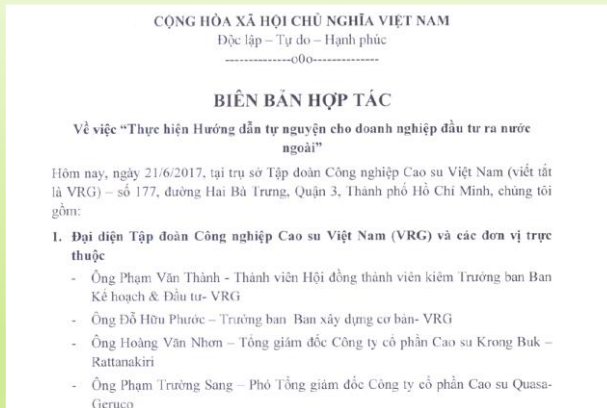 CỘNG HÒA XÃ HỘI CHỦ NGHĨA VIỆT NAM
Độc lập – Tự do – Hạnh phúc
--------------o0o--------------
BIÊN BẢN HỢP TÁC
Về việc “Thực hiện Hướng dẫn tự nguyện cho doanh nghiệp đầu tư ra nước
ngoài”
Hôm nay, ngày 21/6/2017, tại trụ sở Tập đoàn Công nghiệp Cao su Việt Nam (viết tắt
là VRG) – số 177, đường Hai Bà Trưng, Quận 3, Thành phố Hồ Chí Minh, chúng tôi
gồm:
1. Đại diện Tập đoàn Công nghiệp Cao su Việt Nam (VRG) và các đơn vị trực
thuộc
- Ông Phạm Văn Thành - Thành viên Hội đồng thành viên kiêm Trưởng ban Ban
Kế hoạch & Đầu tư- VRG
- Ông Đỗ Hữu Phước – Trưởng ban Ban xây dựng cơ bản- VRG
- Ông Hoàng Văn Nhơn – Tổng giám đốc Công ty cổ phần Cao su Krong Buk –
Rattanakiri
- Ông Phạm Trường Sang – Phó Tổng giám đốc Công ty cổ phần Cao su Quasa-
Geruco